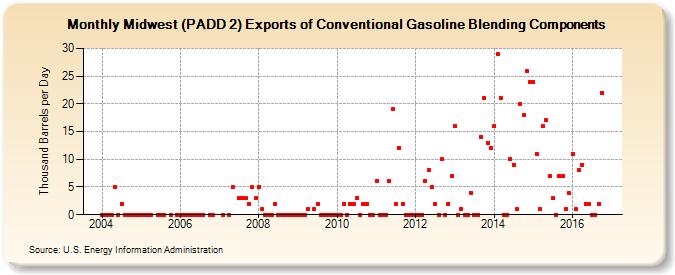 Monthly Midwest (PADD 2) Exports of Conventional Gasoline Blending Components
Thousand Barrels per Day
30
25
20
15
10
5
0
2004 2006 2008 2010 2012 2014 2016
Source: U.S. Energy Information Administration